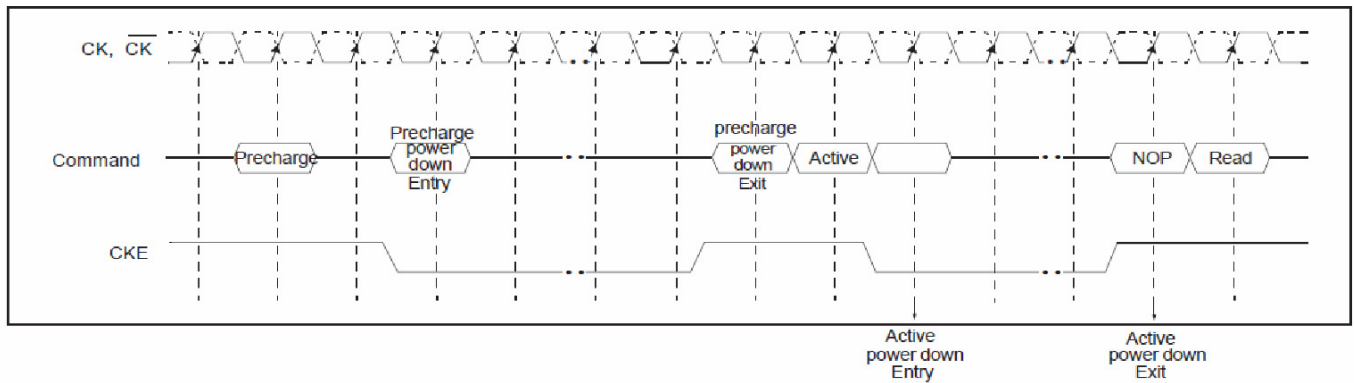 CK, CK
Command
Precharge
Precharge
power
down
Entry
precharge
power
down
Exit
Active
NOP
Read
CKE
Active
power down
Entry
Active
power down
Exit